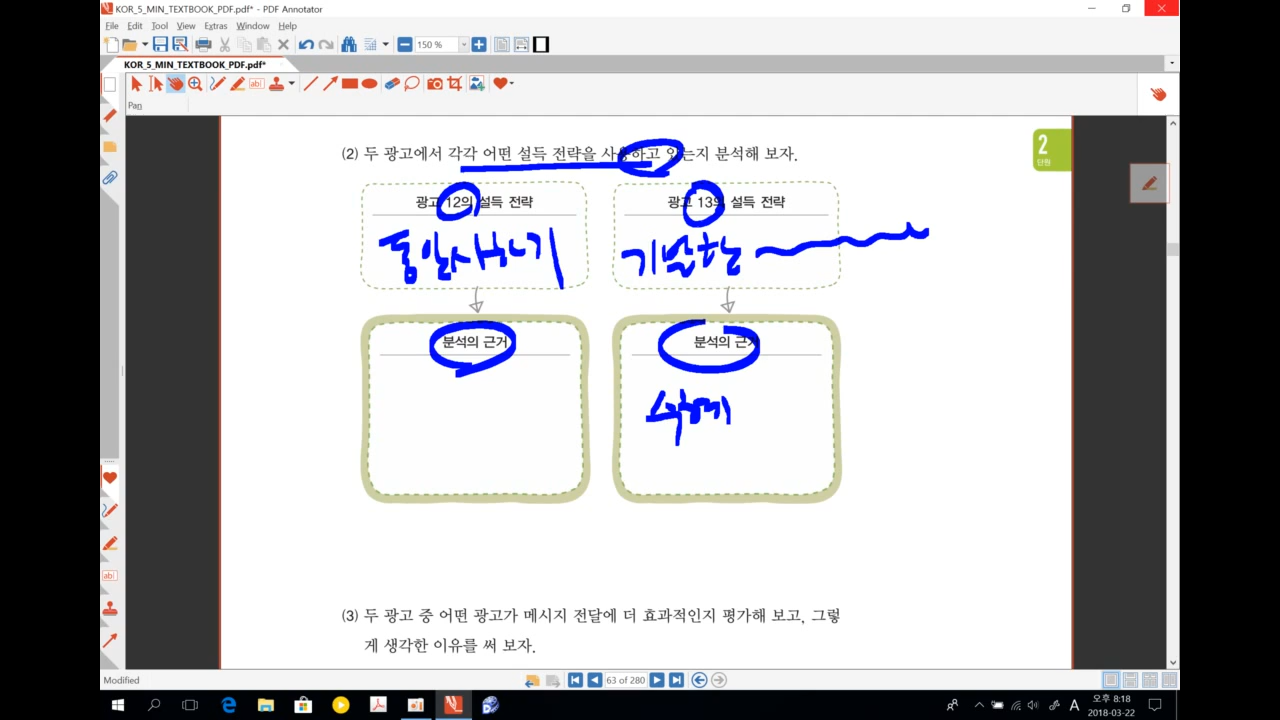 KOR_5_MIN_TEXTBOOK_PDF.pdf* - PDF Annotator
File Edit Tool View Extras Window Help
150 %
KOR_5_MIN_TEXTBOOK_PDF.pdf*
abl
Pan
(2) 두 광고에서 각각 어떤 설득 전략을 사용하고 있는지 분석해 보자.
2
단원
광고 12의 설득 전략
광고 13의 설득 전략
기발한
분석의 근거
분석의 근거
abl
(3) 두 광고 중 어떤 광고가 메시지 전달에 더 효과적인지 평가해 보고, 그렇
게 생각한 이유를 써 보자.
Modified
63 of 280
A
오후 8:18
2018-03-22